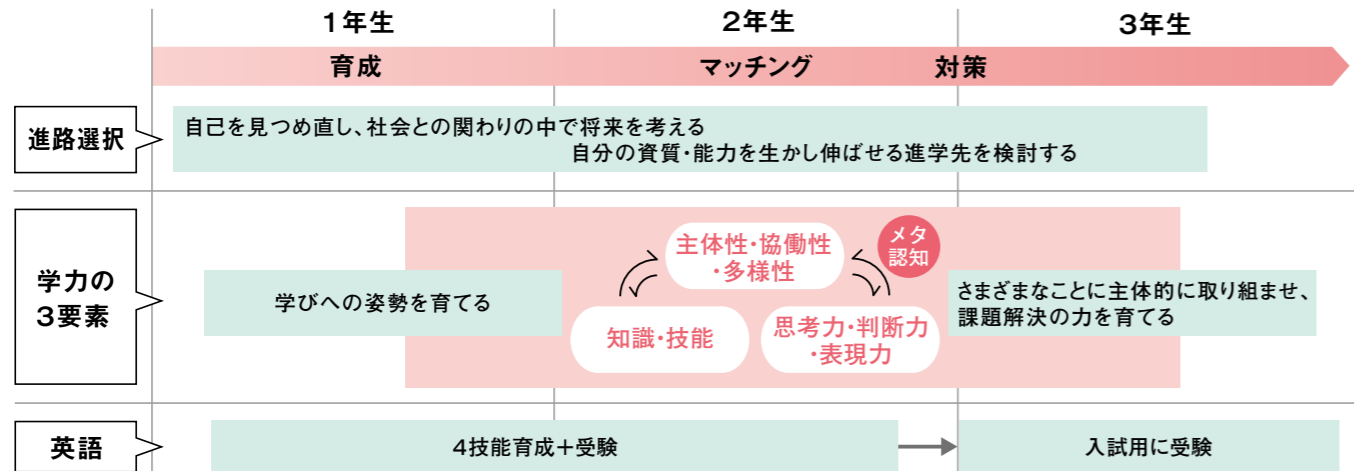 1年生
2年生
3年生
育成
マッチング
対策
進路選択
自己を見つめ直し、社会との関わりの中で将来を考える
自分の資質・能力を生かし伸ばせる進学先を検討する
学力の
3要素
学びへの姿勢を育てる
主体性・協働性
・多様性
メタ
認知
知識・技能
思考力・判断力
・表現力
さまざまなことに主体的に取り組ませ、
課題解決の力を育てる
英語
4技能育成＋受験
入試用に受験